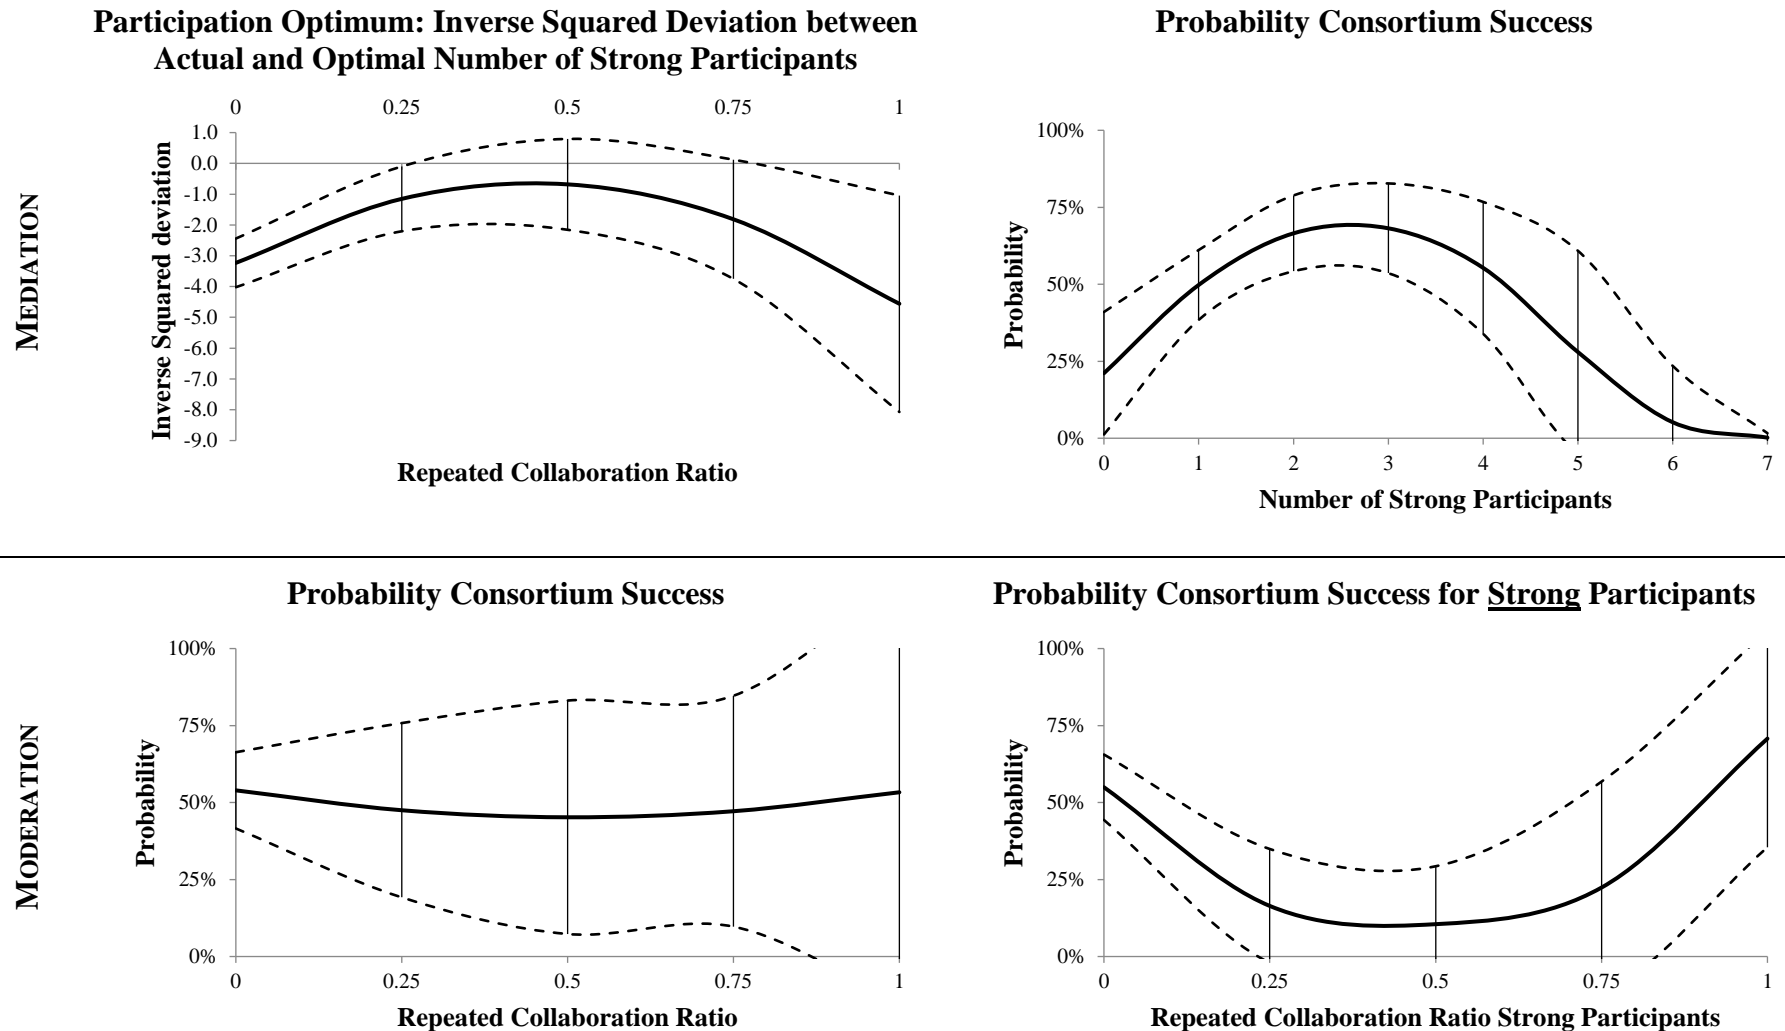 Participation Optimum: Inverse Squared Deviation between
Actual and Optimal Number of Strong Participants
0 0.25 0.5 0.75 1
1.0
0.0
-1.0
-2.0
-3.0
-4.0
-5.0
-6.0
-7.0
-8.0
-9.0
Inverse Squared deviation
Repeated Collaboration Ratio
MEDIATION
Probability Consortium Success
100%
75%
50%
25%
0%
Probability
0 1 2 3 4 5 6 7
Number of Strong Participants
MODERATION
Probability Consortium Success
100%
75%
50%
25%
0%
Probability
0 0.25 0.5 0.75 1
Repeated Collaboration Ratio
Probability Consortium Success for Strong Participants
100%
75%
50%
25%
0%
Probability
0 0.25 0.5 0.75 1
Repeated Collaboration Ratio Strong Participants